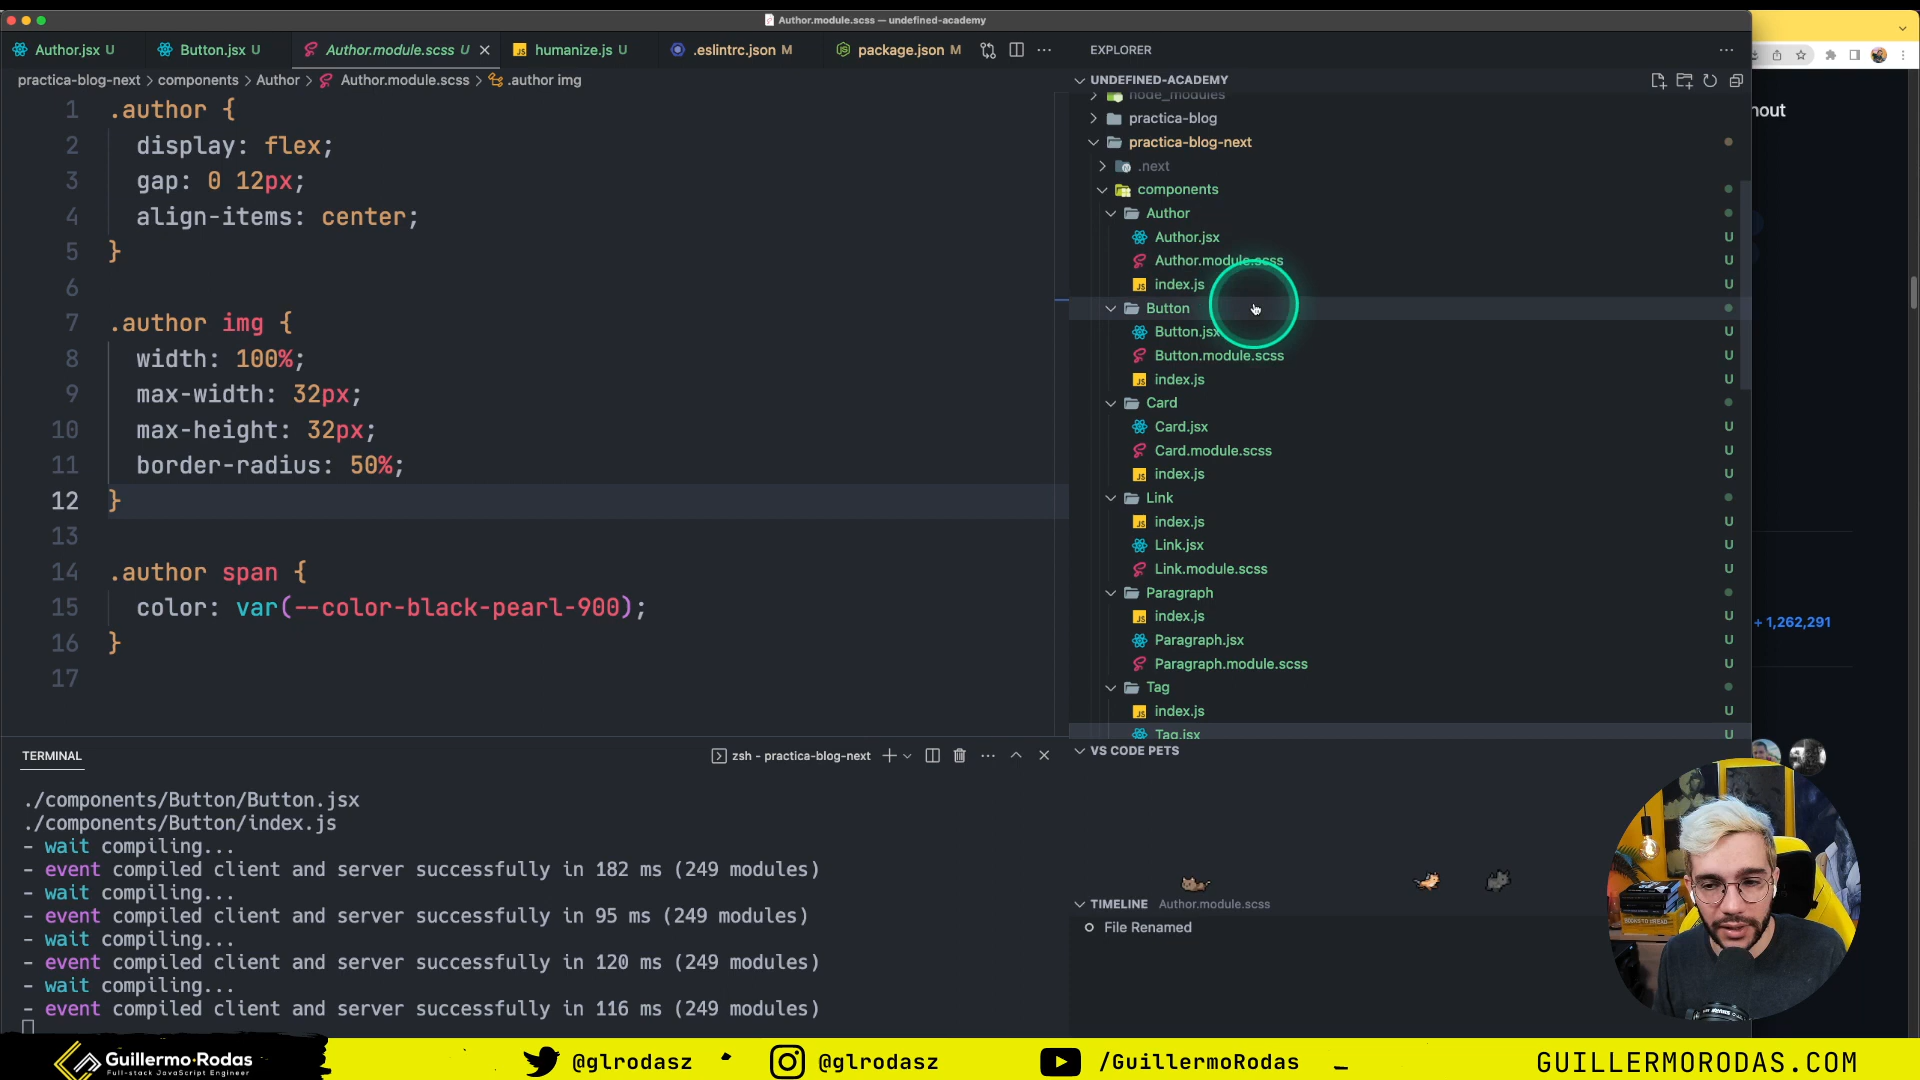 Author.module.scss — undefined-academy
Author.jsx U
Button.jsx U
Author.module.scss U
humanize.js U
.eslintrc.json M
package.json M
practica-blog-next > components > Author > Author.module.scss > .author img
1 .author {
2 display: flex;
3 gap: 0 12px;
4 align-items: center;
5 }
6
7 .author img {
8 width: 100%;
9 max-width: 32px;
10 max-height: 32px;
11 border-radius: 50%;
12 }
13
14 .author span {
15 color: var(--color-black-pearl-900);
16 }
17
EXPLORER
UNDEFINED-ACADEMY
node_modules
practica-blog
practica-blog-next
.next
components
Author
Author.jsx U
Author.module.scss U
index.js U
Button
Button.jsx U
Button.module.scss U
index.js U
Card
Card.jsx U
Card.module.scss U
index.js U
Link
index.js U
Link.jsx U
Link.module.scss U
Paragraph
index.js U
Paragraph.jsx U
Paragraph.module.scss U
Tag
index.js U
Tag.jsx U
+ 1,262,291
TERMINAL
zsh - practica-blog-next
./components/Button/Button.jsx
./components/Button/index.js
- wait compiling...
- event compiled client and server successfully in 182 ms (249 modules)
- wait compiling...
- event compiled client and server successfully in 95 ms (249 modules)
- wait compiling...
- event compiled client and server successfully in 120 ms (249 modules)
- wait compiling...
- event compiled client and server successfully in 116 ms (249 modules)
VS CODE PETS
TIMELINE Author.module.scss
File Renamed
Guillermo·Rodas
Full-stack JavaScript Engineer
@glrodasz
@glrodasz
/GuillermoRodas
GUILLERMORODAS.COM